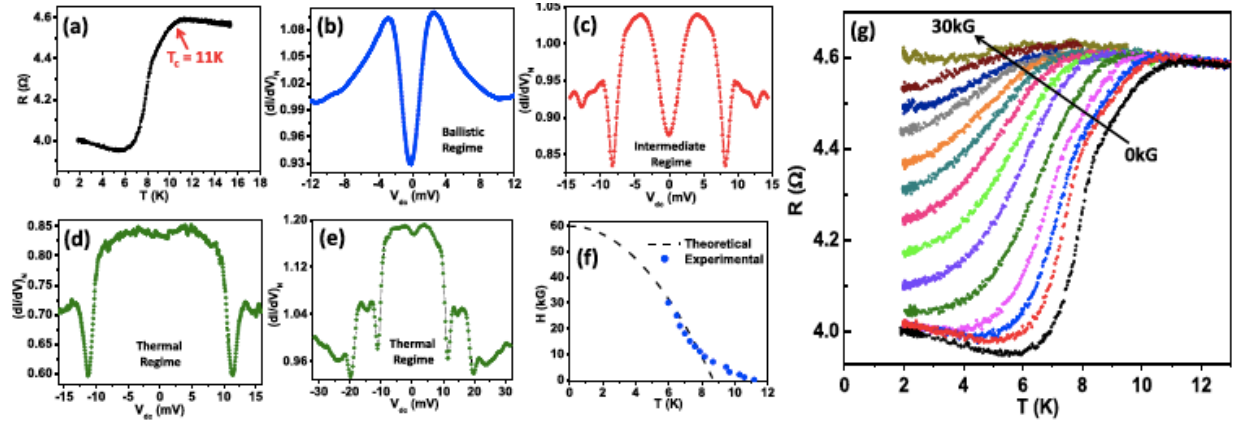 (a)
T_c = 11K
R (Ω)
4.6
4.4
4.2
4.0
0 2 4 6 8 10 12 14 16 18
T (K)
(b)
(dI/dV)_N
1.08
1.05
1.02
0.99
0.96
0.93
Ballistic
Regime
-12 -8 -4 0 4 8 12
V_dc (mV)
(c)
(dI/dV)_N
1.05
1.00
0.95
0.90
0.85
Intermediate
Regime
-15 -10 -5 0 5 10 15
V_dc (mV)
(d)
(dI/dV)_N
0.85
0.80
0.75
0.70
0.65
0.60
Thermal
Regime
-15 -10 -5 0 5 10 15
V_dc (mV)
(e)
(dI/dV)_N
1.20
1.12
1.04
0.96
Thermal
Regime
-30 -20 -10 0 10 20 30
V_dc (mV)
(f)
Theoretical
Experimental
H (kG)
60
50
40
30
20
10
0
0 2 4 6 8 10 12
T (K)
(g)
30kG
0kG
R (Ω)
4.6
4.4
4.2
4.0
0 2 4 6 8 10 12
T (K)